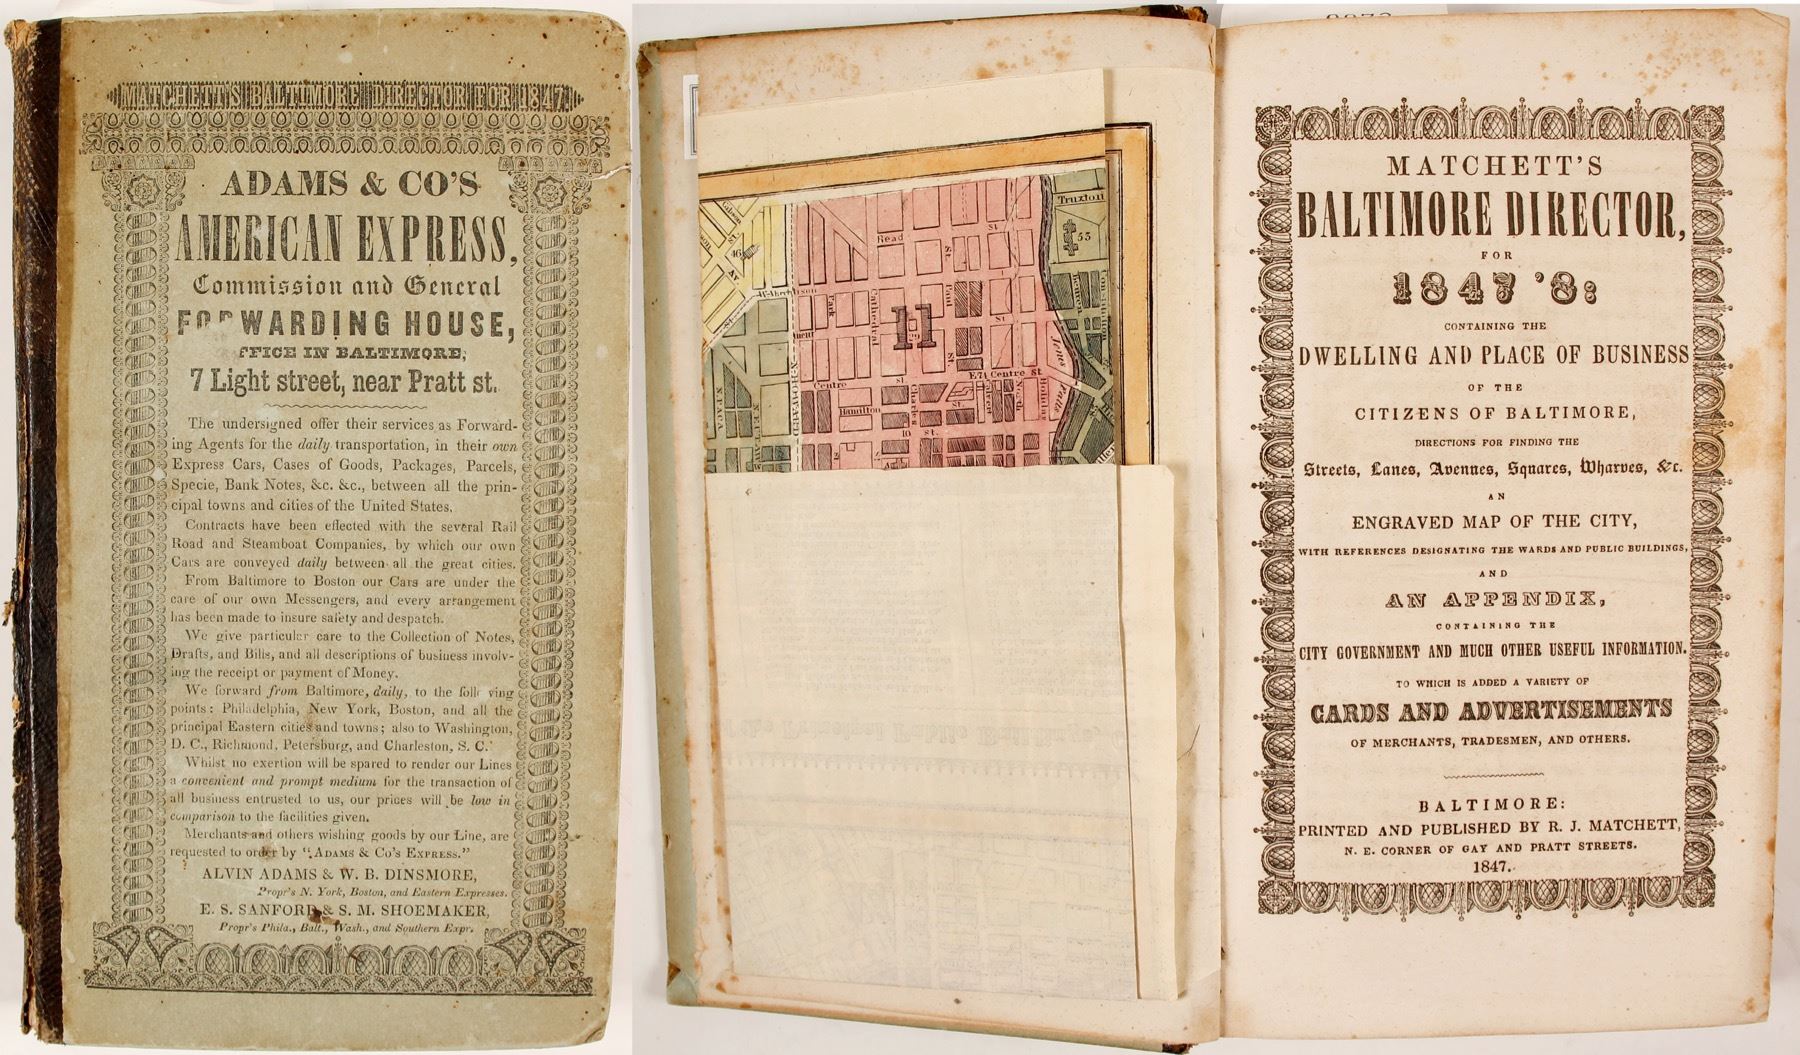 MATCHETT'S BALTIMORE DIRECTOR FOR 1847.
ADAMS & CO'S
AMERICAN EXPRESS,
Commission and General
FORWARDING HOUSE,
FFICE IN BALTIMORE,
7 Light street, near Pratt st.
The undersigned offer their services as Forward-
ing Agents for the daily transportation, in their own
Express Cars, Cases of Goods, Packages, Parcels,
Specie, Bank Notes, &c. &c., between all the prin-
cipal towns and cities of the United States.
Contracts have been effected with the several Rail
Road and Steamboat Companies, by which our own
Cars are conveyed daily between all the great cities.
From Baltimore to Boston our Cars are under the
care of our own Messengers, and every arrangement
has been made to insure safety and despatch.
We give particular care to the Collection of Notes,
Drafts, and Bills, and all descriptions of business involv-
ing the receipt or payment of Money.
We forward from Baltimore, daily, to the following
points: Philadelphia, New York, Boston, and all the
principal Eastern cities and towns; also to Washington,
D. C., Richmond, Petersburg, and Charleston, S. C.
Whilst no exertion will be spared to render our Lines
a convenient and prompt medium for the transaction of
all business entrusted to us, our prices will be low in
comparison to the facilities given.
Merchants and others wishing goods by our Line, are
requested to order by "ADAMS & CO'S EXPRESS."
ALVIN ADAMS & W. B. DINSMORE,
Propr's N. York, Boston, and Eastern Expresses.
E. S. SANFORD & S. M. SHOEMAKER,
Propr's Phila., Balt., Wash., and Southern Expr.
Truxton
53
Read
St
46
Av
Park
Cathedral
11
St
Jones Falls
Centre st
E 7th Centre St
Hamilton
St.
Charles
North
Holliday
10 st.
MATCHETT'S
BALTIMORE DIRECTOR,
FOR
1847 '8:
CONTAINING THE
DWELLING AND PLACE OF BUSINESS
OF THE
CITIZENS OF BALTIMORE,
DIRECTIONS FOR FINDING THE
Streets, Lanes, Avenues, Squares, Wharves, &c.
AN
ENGRAVED MAP OF THE CITY,
WITH REFERENCES DESIGNATING THE WARDS AND PUBLIC BUILDINGS,
AND
AN APPENDIX,
CONTAINING THE
CITY GOVERNMENT AND MUCH OTHER USEFUL INFORMATION.
TO WHICH IS ADDED A VARIETY OF
CARDS AND ADVERTISEMENTS
OF MERCHANTS, TRADESMEN, AND OTHERS.
BALTIMORE:
PRINTED AND PUBLISHED BY R. J. MATCHETT,
N. E. CORNER OF GAY AND PRATT STREETS.
1847.